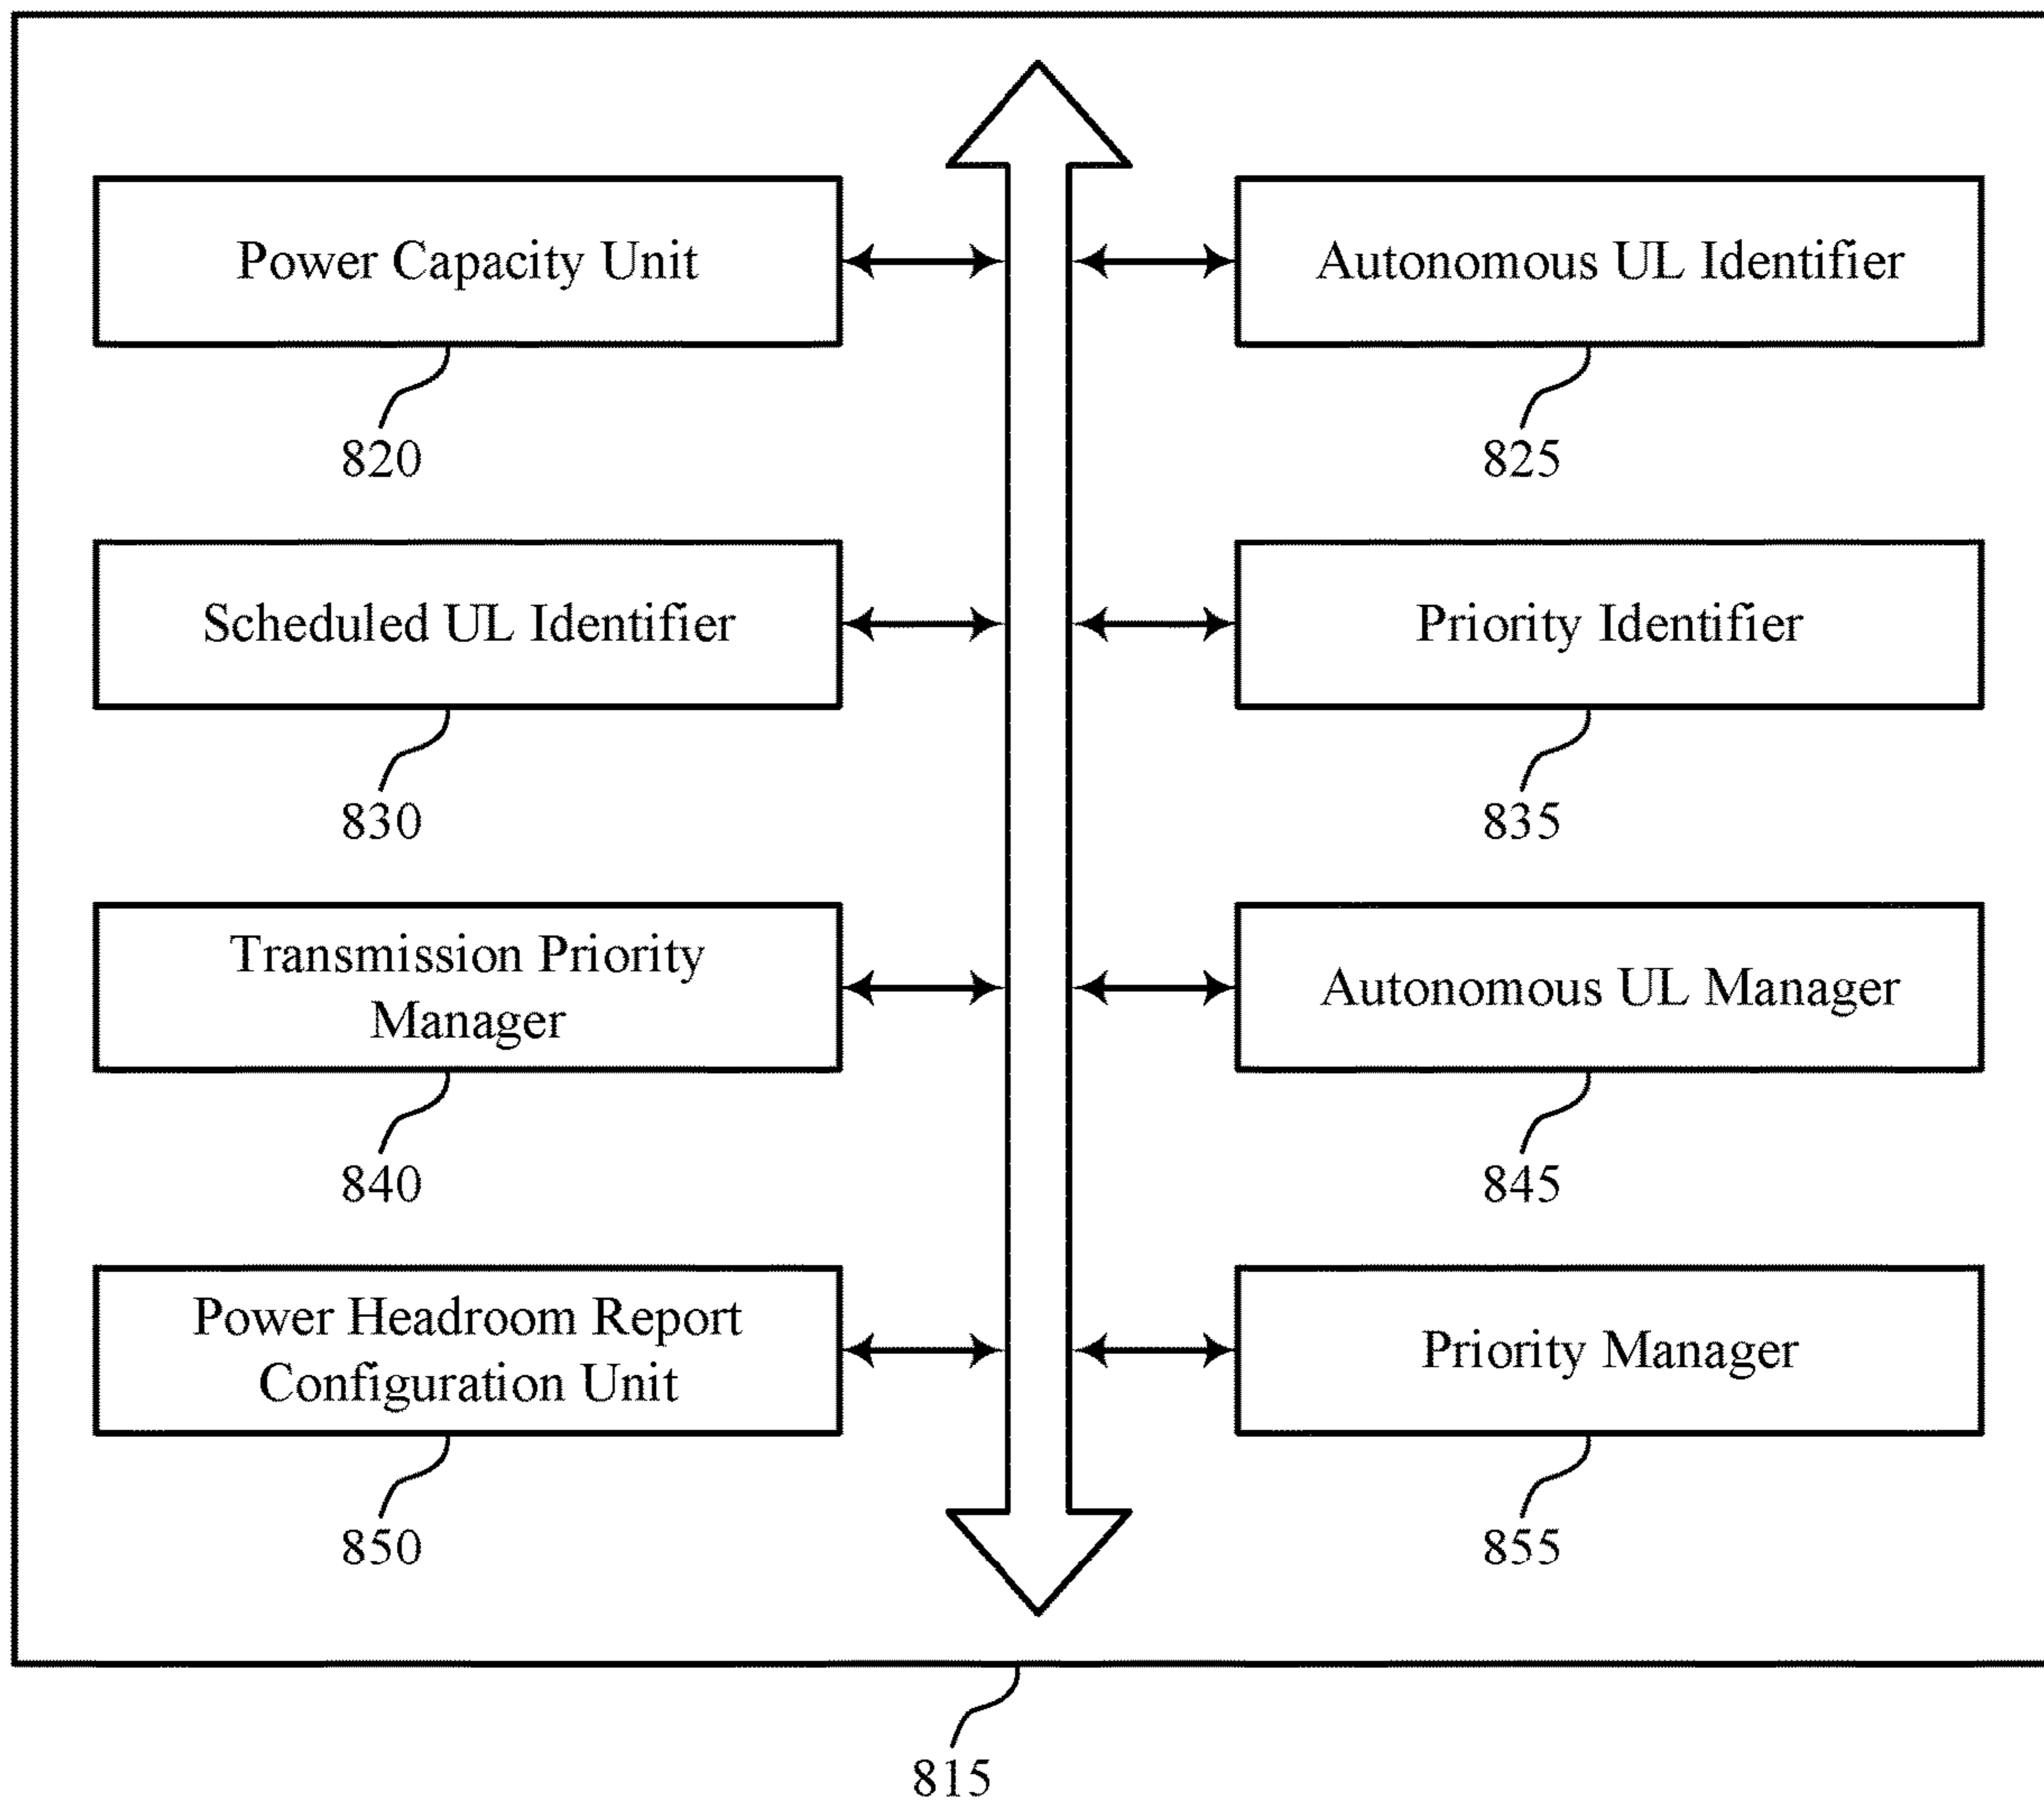 Power Capacity Unit
820
Autonomous UL Identifier
825
Scheduled UL Identifier
830
Priority Identifier
835
Transmission Priority
Manager
840
Autonomous UL Manager
845
Power Headroom Report
Configuration Unit
850
Priority Manager
855
815